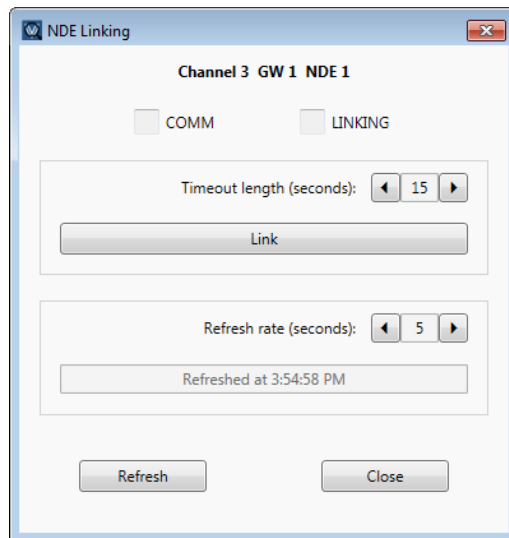 NDE Linking
Channel 3 GW 1 NDE 1
COMM LINKING
Timeout length (seconds): 15
Link
Refresh rate (seconds): 5
Refreshed at 3:54:58 PM
Refresh Close